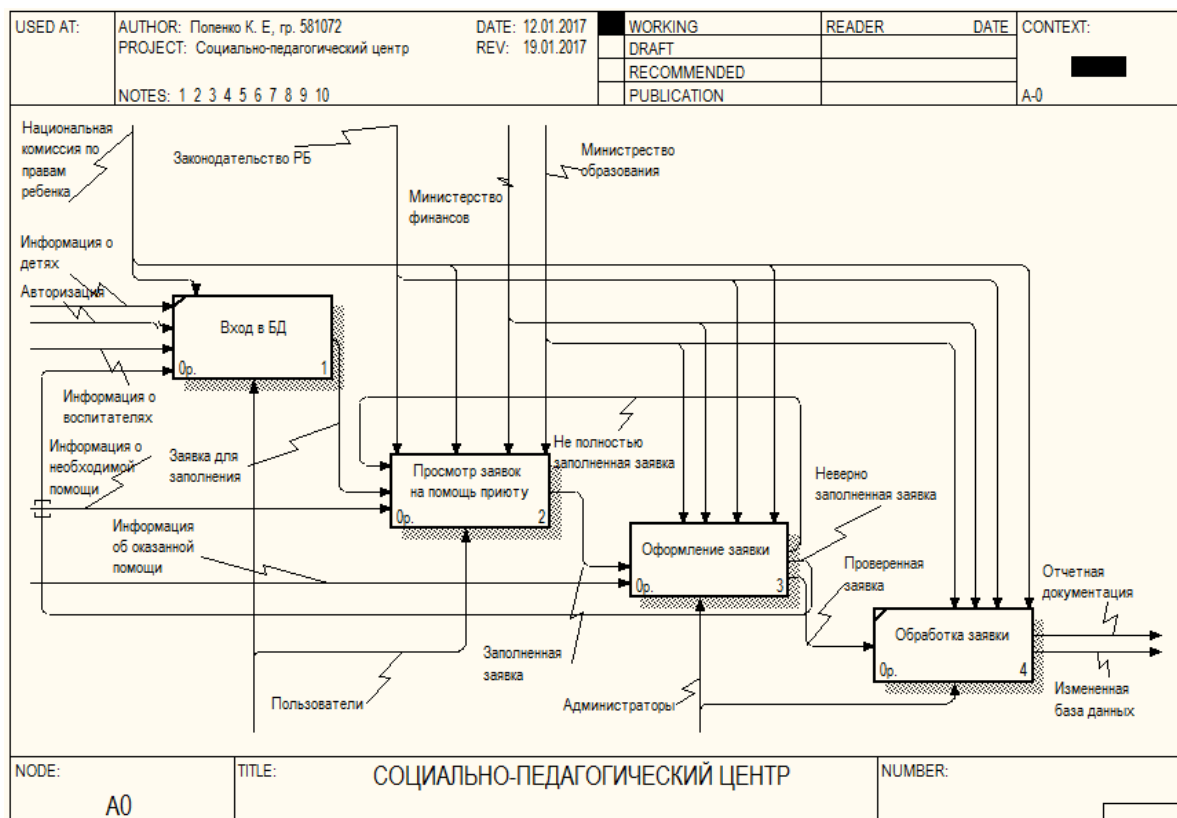 USED AT:
AUTHOR: Попенко К. Е, гр. 581072
DATE: 12.01.2017
WORKING
READER
DATE
CONTEXT:
PROJECT: Социально-педагогический центр
REV: 19.01.2017
DRAFT
RECOMMENDED
NOTES: 1 2 3 4 5 6 7 8 9 10
PUBLICATION
A-0
Национальная
комиссия по
правам
ребенка
Законодательство РБ
Министерство
финансов
Министрество
образования
Информация о
детях
Авторизация
Вход в БД
0р.
1
Информация о
воспитателях
Информация о
необходимой
помощи
Заявка для
заполнения
Не полностью
заполненная заявка
Просмотр заявок
на помощь приюту
0р.
2
Неверно
заполненная заявка
Информация
об оказанной
помощи
Оформление заявки
0р.
3
Проверенная
заявка
Отчетная
документация
Обработка заявки
0р.
4
Заполненная
заявка
Пользователи
Администраторы
Измененная
база данных
NODE:
TITLE:
СОЦИАЛЬНО-ПЕДАГОГИЧЕСКИЙ ЦЕНТР
NUMBER:
A0